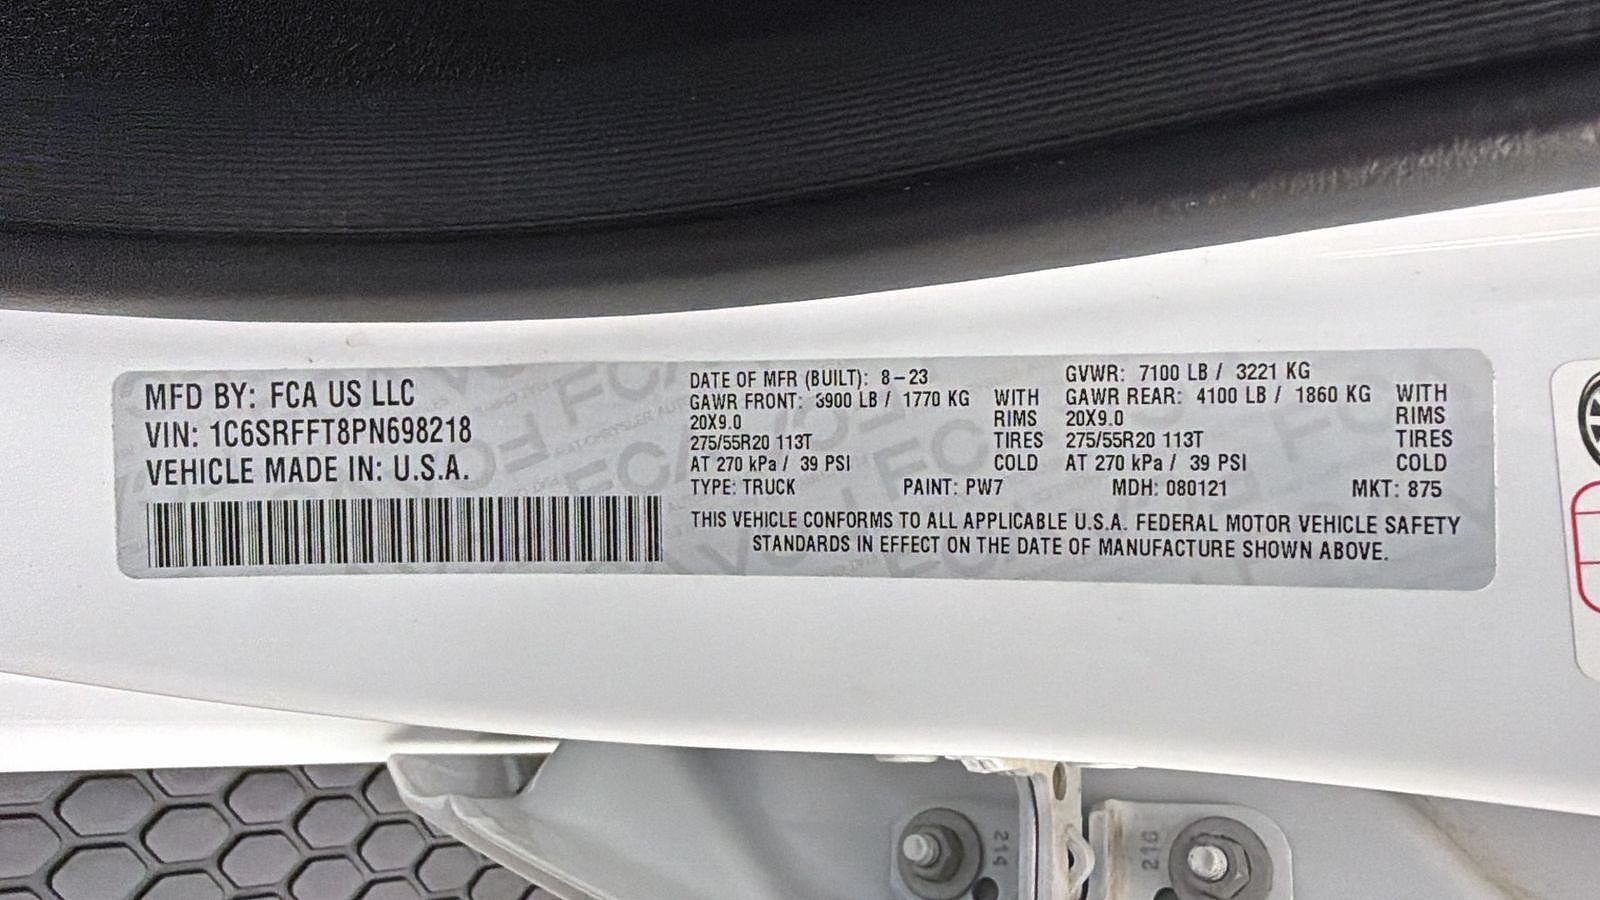 MFD BY: FCA US LLC
VIN: 1C6SRFFT8PN698218
VEHICLE MADE IN: U.S.A.
DATE OF MFR (BUILT): 8-23 GVWR: 7100 LB / 3221 KG
GAWR FRONT: 3900 LB / 1770 KG WITH GAWR REAR: 4100 LB / 1860 KG WITH
20X9.0 RIMS 20X9.0 RIMS
275/55R20 113T TIRES 275/55R20 113T TIRES
AT 270 kPa / 39 PSI COLD AT 270 kPa / 39 PSI COLD
TYPE: TRUCK PAINT: PW7 MDH: 080121 MKT: 875
THIS VEHICLE CONFORMS TO ALL APPLICABLE U.S.A. FEDERAL MOTOR VEHICLE SAFETY
STANDARDS IN EFFECT ON THE DATE OF MANUFACTURE SHOWN ABOVE.
214
216